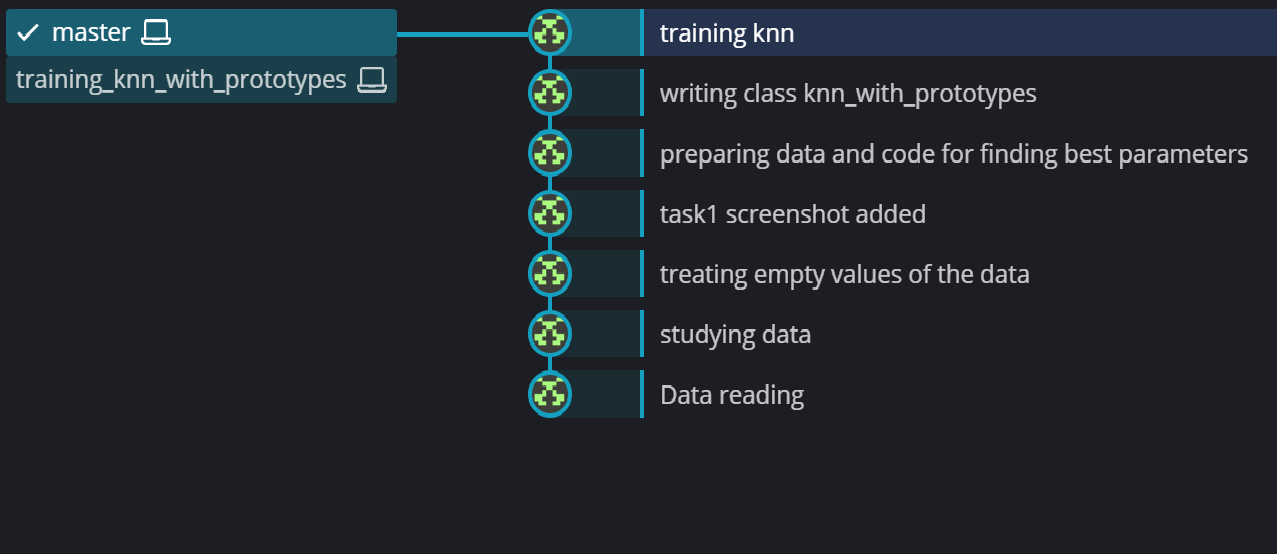 master
training knn
training_knn_with_prototypes
writing class knn_with_prototypes
preparing data and code for finding best parameters
task1 screenshot added
treating empty values of the data
studying data
Data reading